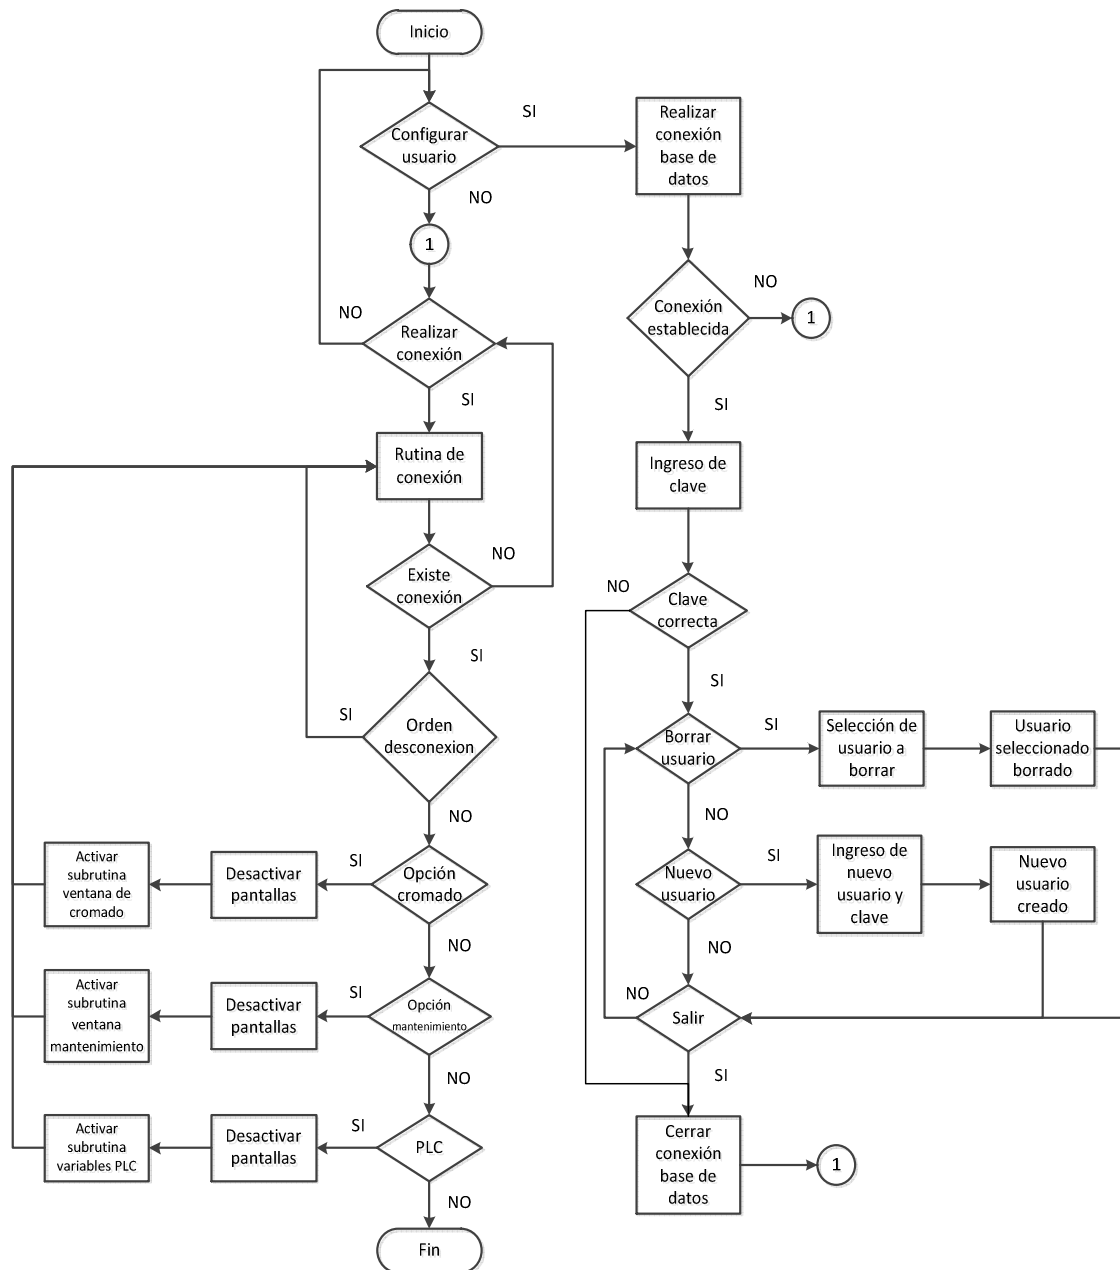 Inicio
Configurar
usuario
SI
NO
1
Realizar
conexión
base de
datos
NO
Realizar
conexión
SI
Conexión
establecida
NO
1
SI
Rutina de
conexión
Ingreso de
clave
Existe
conexión
NO
SI
Clave
correcta
NO
SI
Orden
desconexion
SI
NO
Borrar
usuario
SI
Selección de
usuario a
borrar
Usuario
seleccionado
borrado
NO
Opción
cromado
SI
Desactivar
pantallas
Activar
subrutina
ventana de
cromado
NO
Nuevo
usuario
SI
Ingreso de
nuevo
usuario y
clave
Nuevo
usuario
creado
NO
Opción
mantenimiento
SI
Desactivar
pantallas
Activar
subrutina
ventana
mantenimiento
NO
Salir
NO
SI
PLC
SI
Desactivar
pantallas
Activar
subrutina
variables PLC
NO
Cerrar
conexión
base de
datos
1
Fin